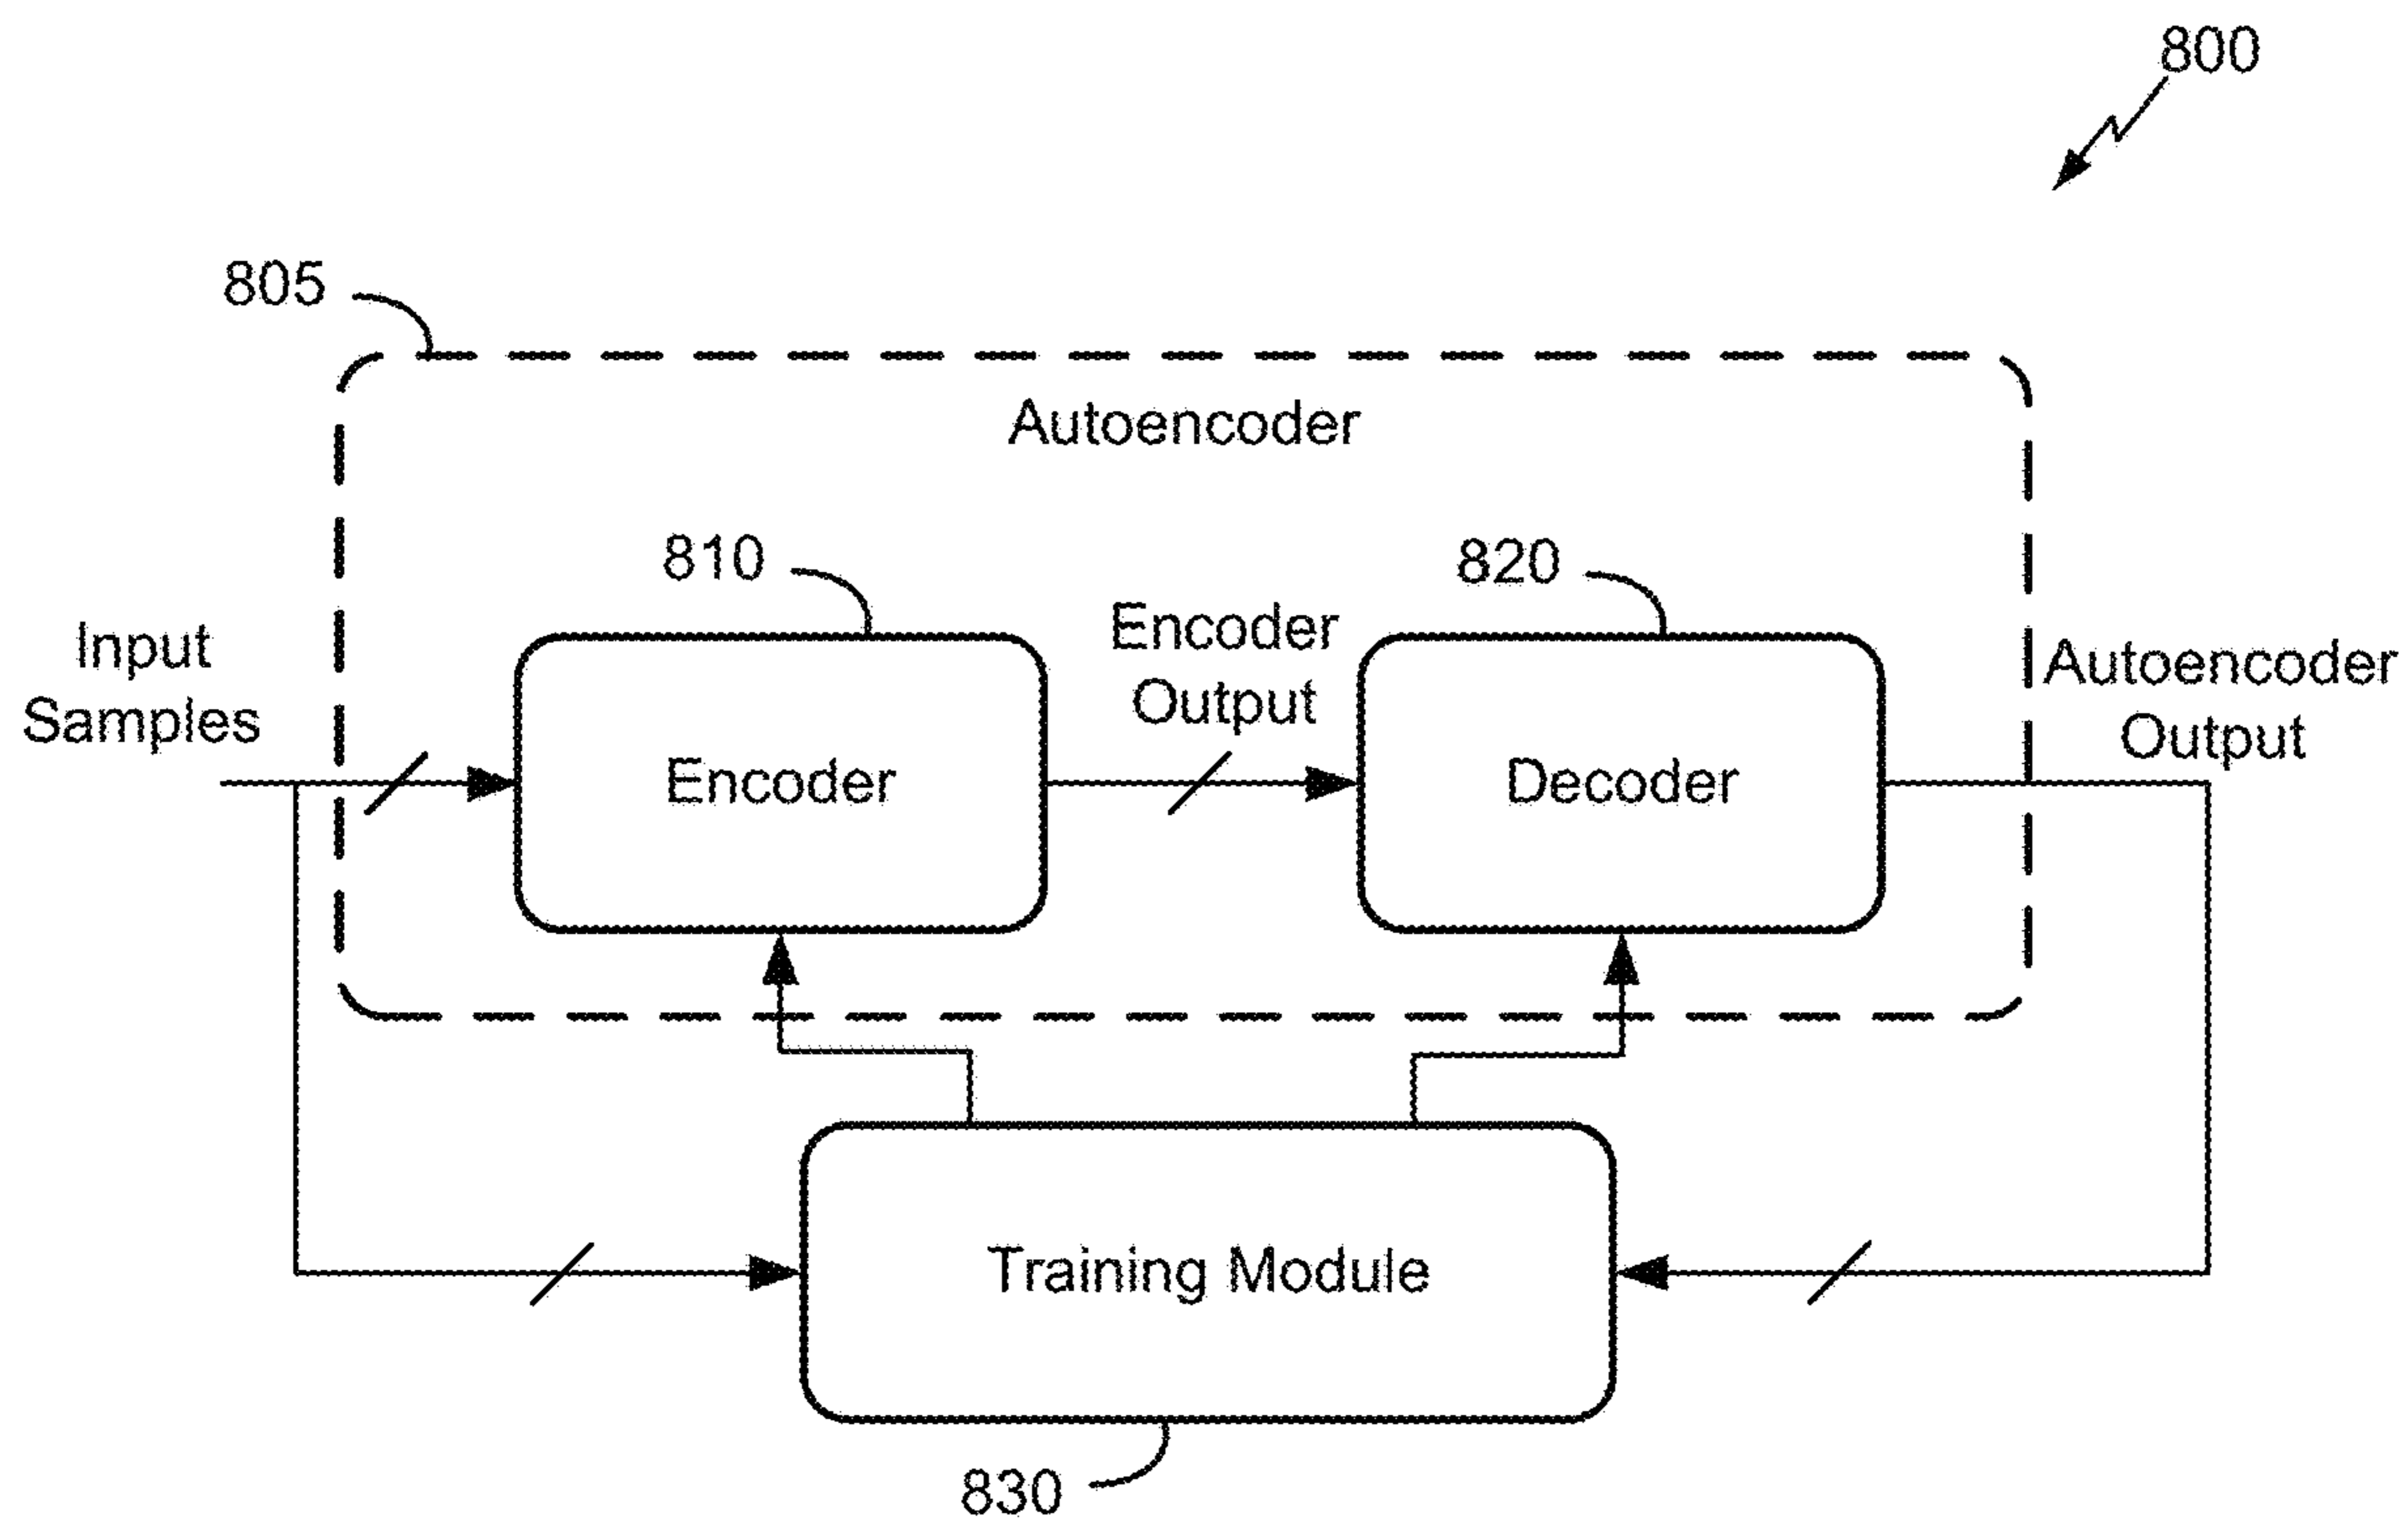 800
805
Autoencoder
810
820
Input
Samples
Encoder
Output
Autoencoder
Output
Encoder
Decoder
Training Module
830